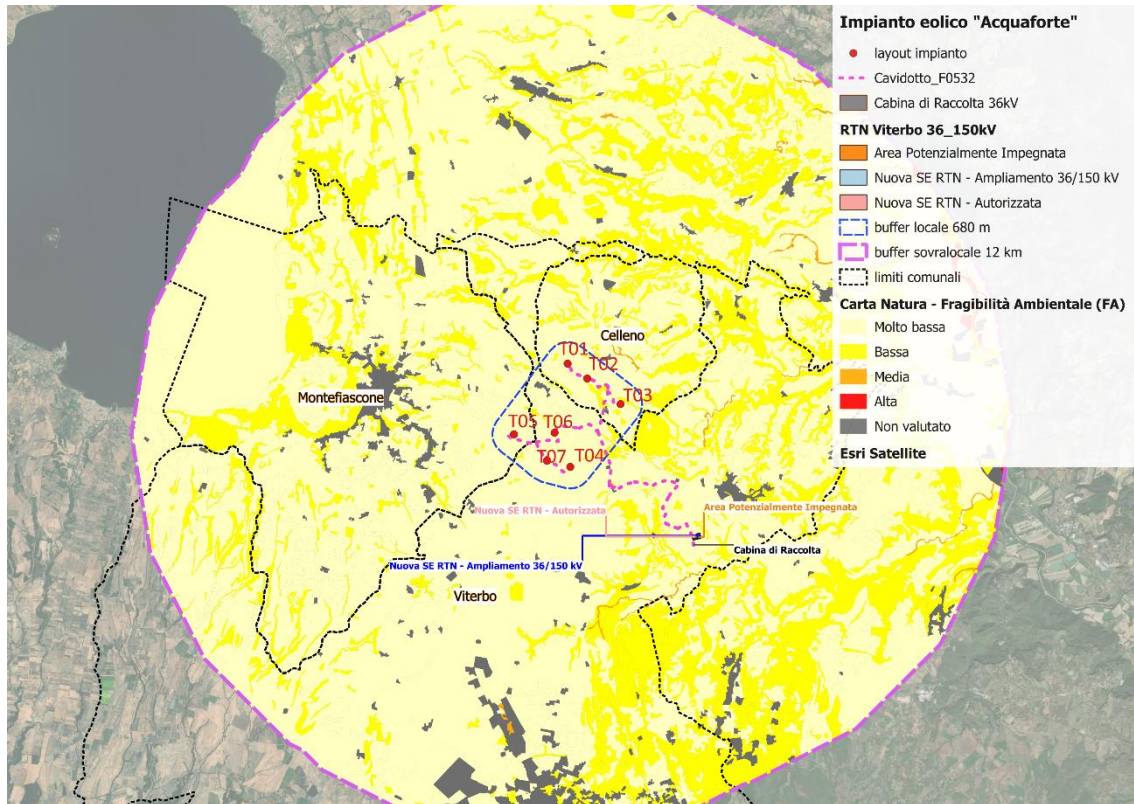 Impianto eolico "Acquaforte"
layout impianto
Cavidotto_F0532
Cabina di Raccolta 36kV
RTN Viterbo 36_150kV
Area Potenzialmente Impegnata
Nuova SE RTN - Ampliamento 36/150 kV
Nuova SE RTN - Autorizzata
buffer locale 680 m
buffer sovralocale 12 km
limiti comunali
Carta Natura - Fragibilità Ambientale (FA)
Molto bassa
Bassa
Media
Alta
Non valutato
Esri Satellite
Celleno
T01
T02
T03
Montefiascone
T05
T06
T07
T04
Nuova SE RTN - Autorizzata
Area Potenzialmente Impegnata
Cabina di Raccolta
Nuova SE RTN - Ampliamento 36/150 kV
Viterbo